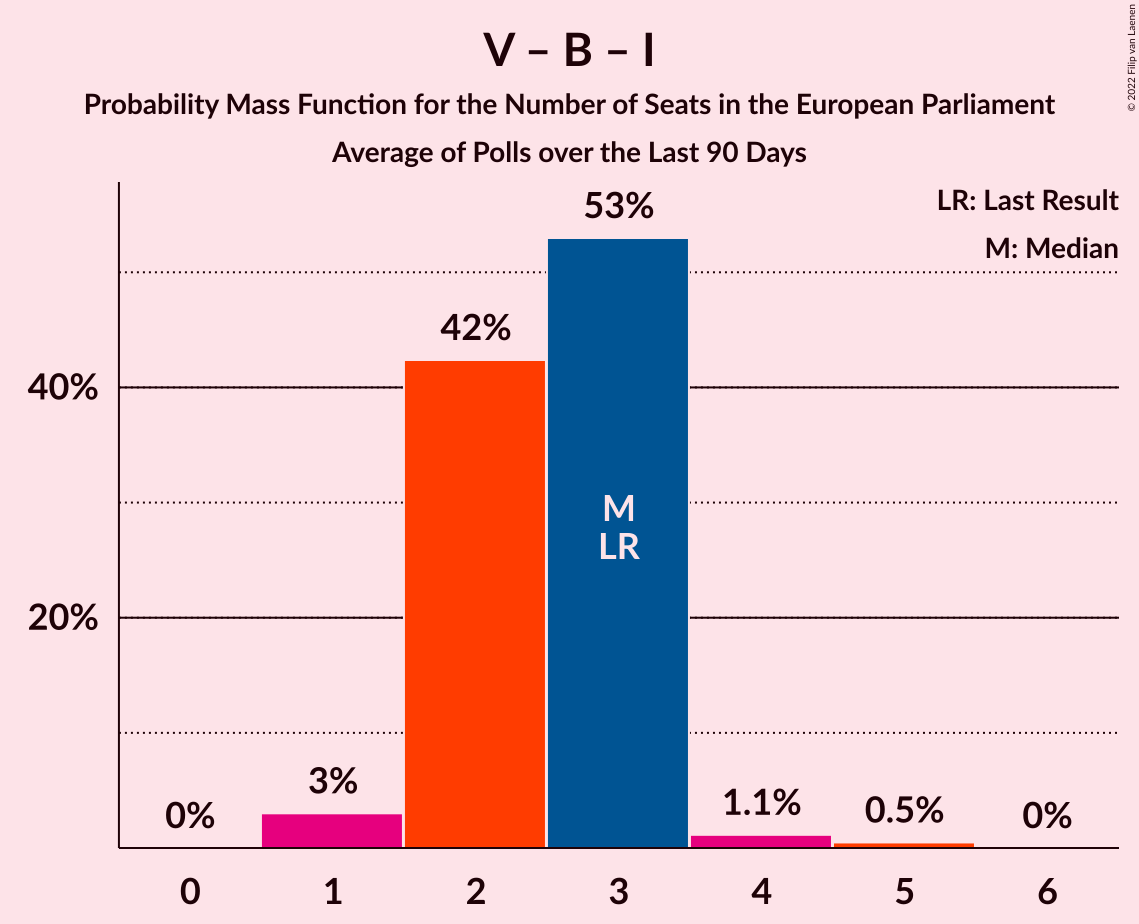 V – B – I
Probability Mass Function for the Number of Seats in the European Parliament
Average of Polls over the Last 90 Days
© 2022 Filip van Laenen
LR: Last Result
M: Median
53%
42%
40%
M
LR
20%
3%
1.1%
0.5%
0%
0%
0 1 2 3 4 5 6